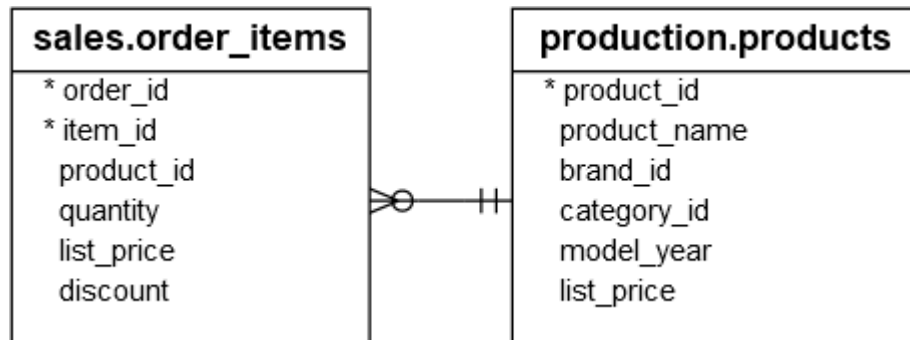 sales.order_items
* order_id
* item_id
product_id
quantity
list_price
discount
production.products
* product_id
product_name
brand_id
category_id
model_year
list_price